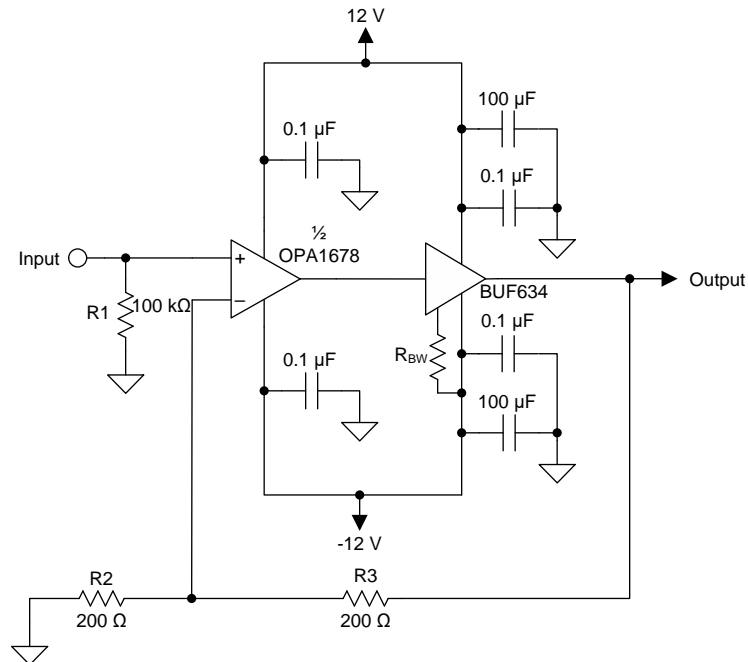 12 V
100 µF
0.1 µF
0.1 µF
½
OPA1678
Input
+
−
R1
100 kΩ
BUF634
Output
RBW
0.1 µF
0.1 µF
100 µF
-12 V
R2
200 Ω
R3
200 Ω